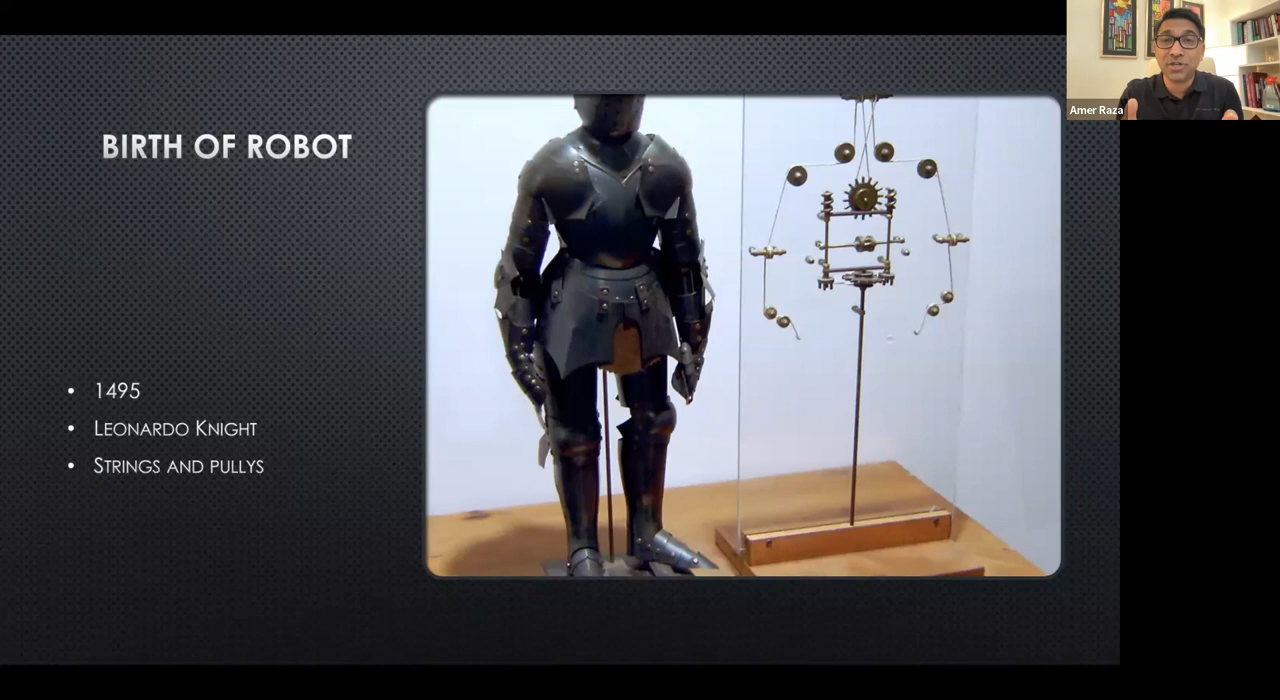 BIRTH OF ROBOT
• 1495
• LEONARDO KNIGHT
• STRINGS AND PULLYS
Amer Raza